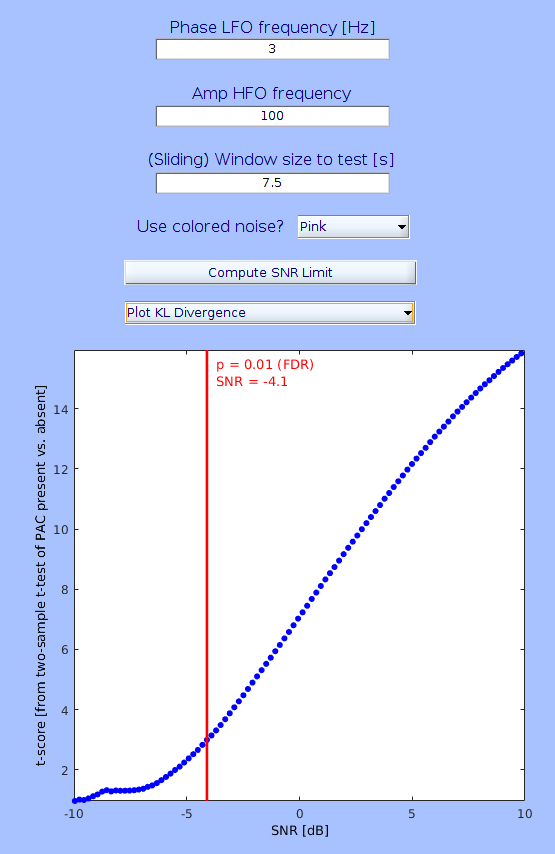 Phase LFO frequency [Hz]
3
Amp HFO frequency
100
(Sliding) Window size to test [s]
7.5
Use colored noise? Pink
Compute SNR Limit
Plot KL Divergence
p = 0.01 (FDR)
SNR = -4.1
t-score [from two-sample t-test of PAC present vs. absent]
14
12
10
8
6
4
2
-10 -5 0 5 10
SNR [dB]